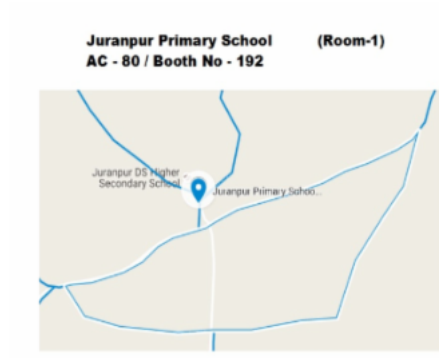 Juranpur Primary School (Room-1)
AC - 80 / Booth No - 192
Juranpur DS Higher ..
Secondary School
Juranpur Primary Schoo...